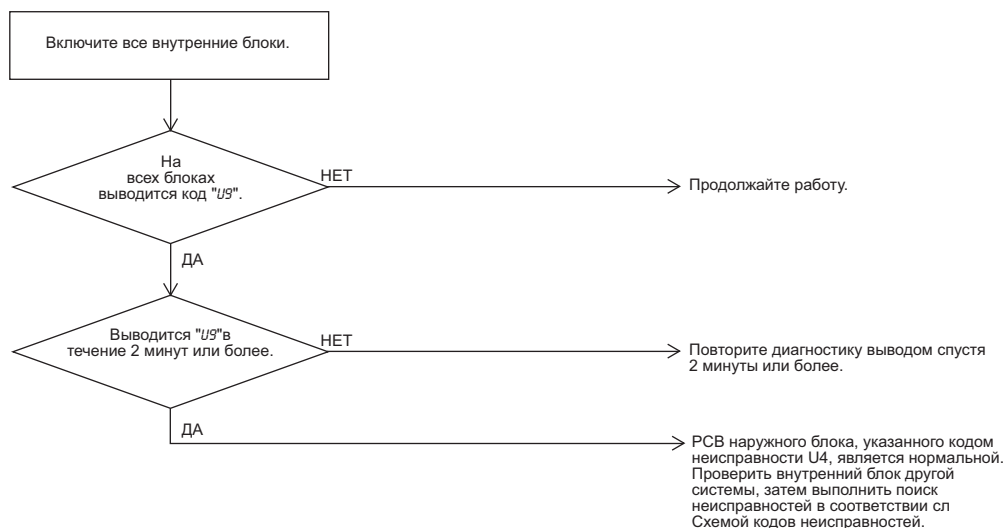 Включите все внутренние блоки.
На
всех блоках
выводится код "U9".
НЕТ
Продолжайте работу.
ДА
Выводится "U9"в
течение 2 минут или более.
НЕТ
Повторите диагностику выводом спустя
2 минуты или более.
ДА
PCB наружного блока, указанного кодом
неисправности U4, является нормальной.
Проверить внутренний блок другой
системы, затем выполнить поиск
неисправностей в соответствии сл
Схемой кодов неисправностей.